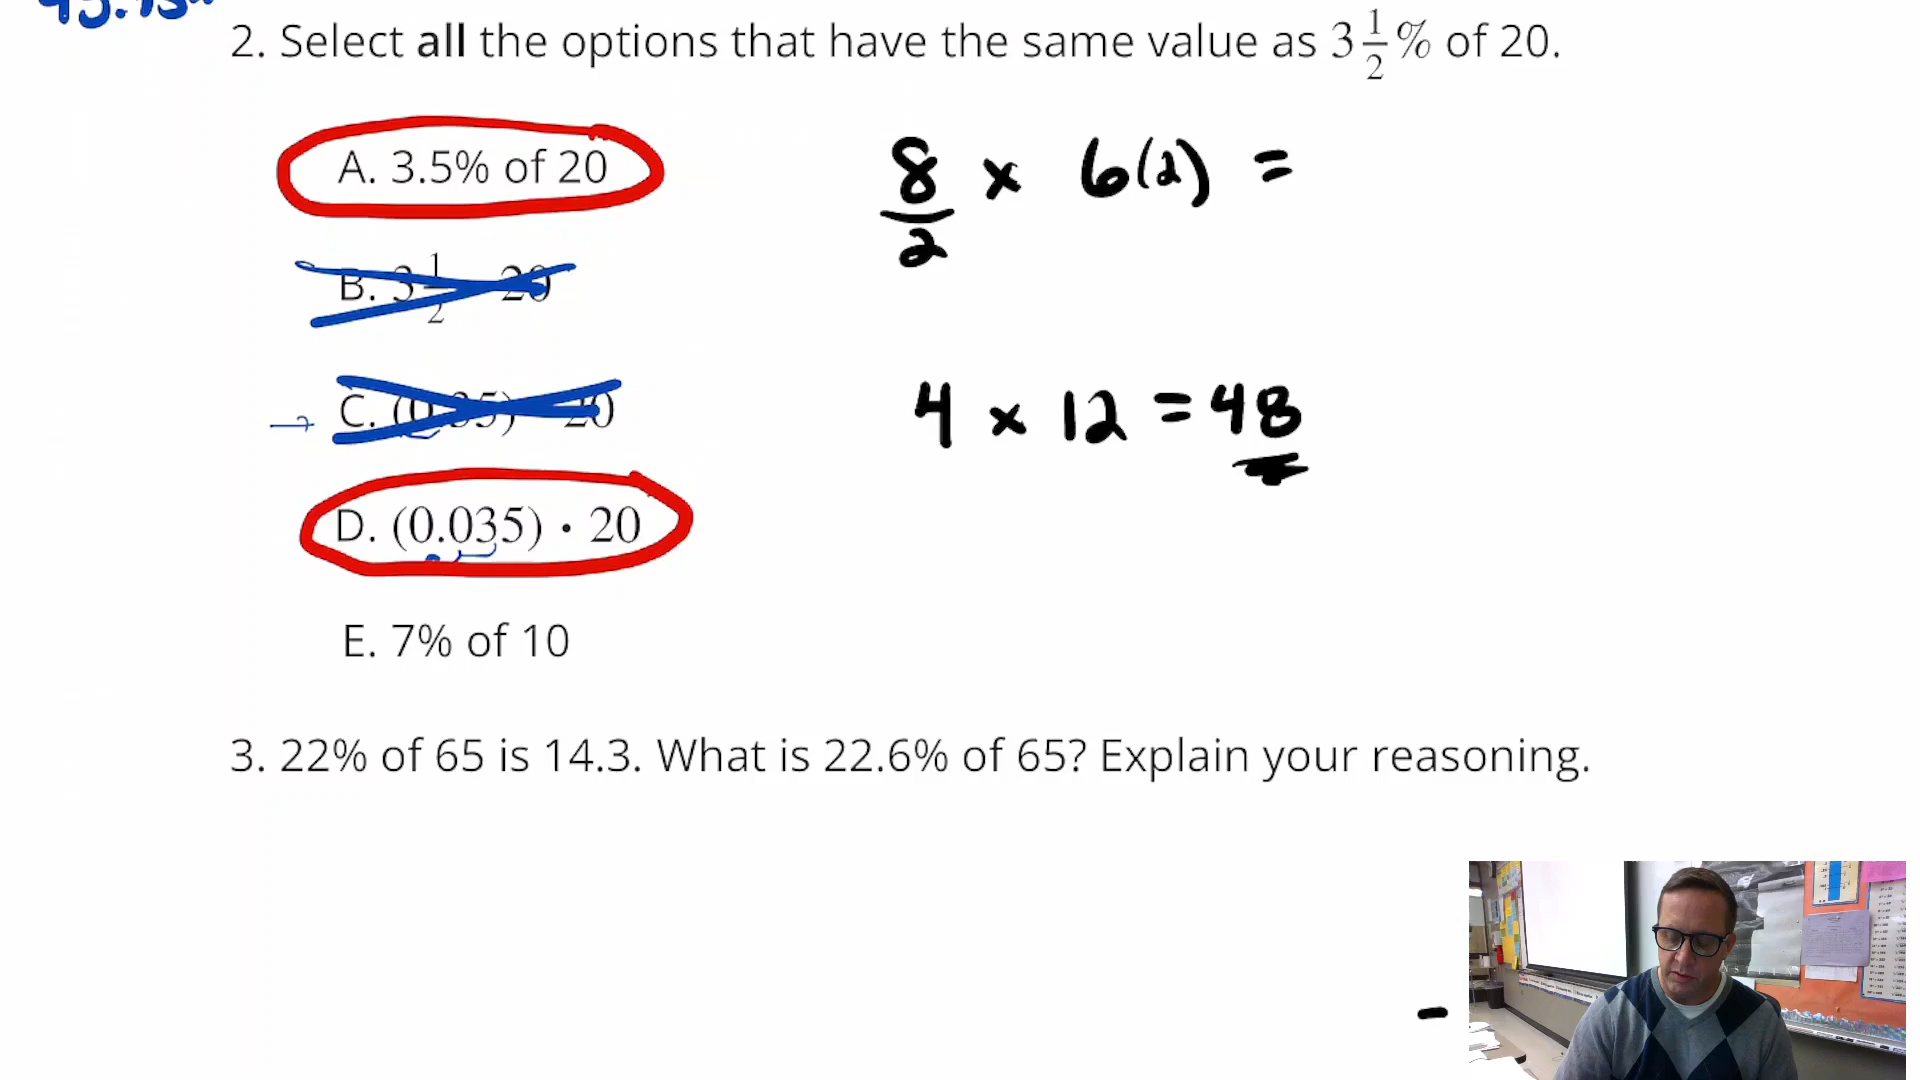 2. Select all the options that have the same value as 3 1/2 % of 20.
A. 3.5% of 20
8/2 x 6(2) =
B. 3 1/2 20
→ C. (0.35) 20
4 x 12 = 48
D. (0.035) · 20
E. 7% of 10
3. 22% of 65 is 14.3. What is 22.6% of 65? Explain your reasoning.
-